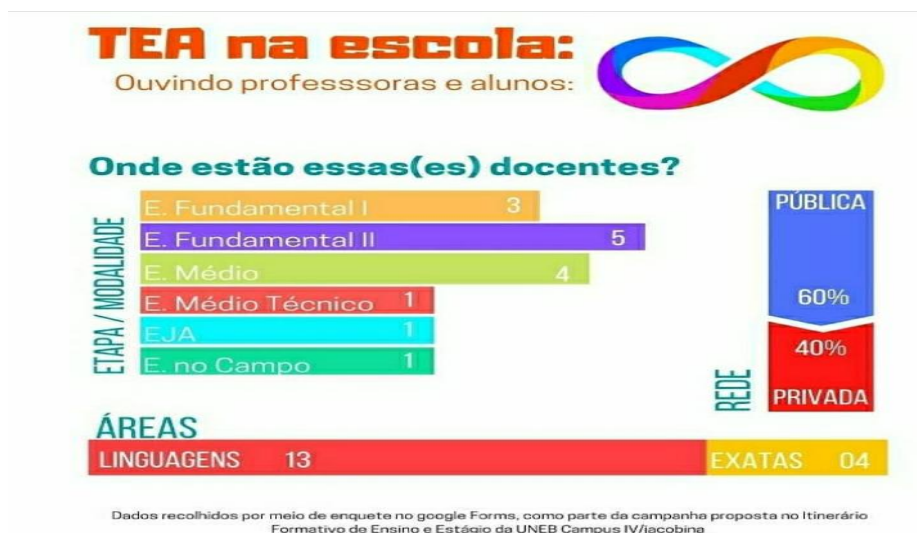 TEA na escola:
Ouvindo professsoras e alunos:
Onde estão essas(es) docentes?
ETAPA / MODALIDADE
E. Fundamental I 3
E. Fundamental II 5
E. Médio 4
E. Médio Técnico 1
EJA 1
E. no Campo 1
REDE
PÚBLICA
60%
40%
PRIVADA
ÁREAS
LINGUAGENS 13
EXATAS 04
Dados recolhidos por meio de enquete no google Forms, como parte da campanha proposta no Itinerário
Formativo de Ensino e Estágio da UNEB Campus IV/jacobina